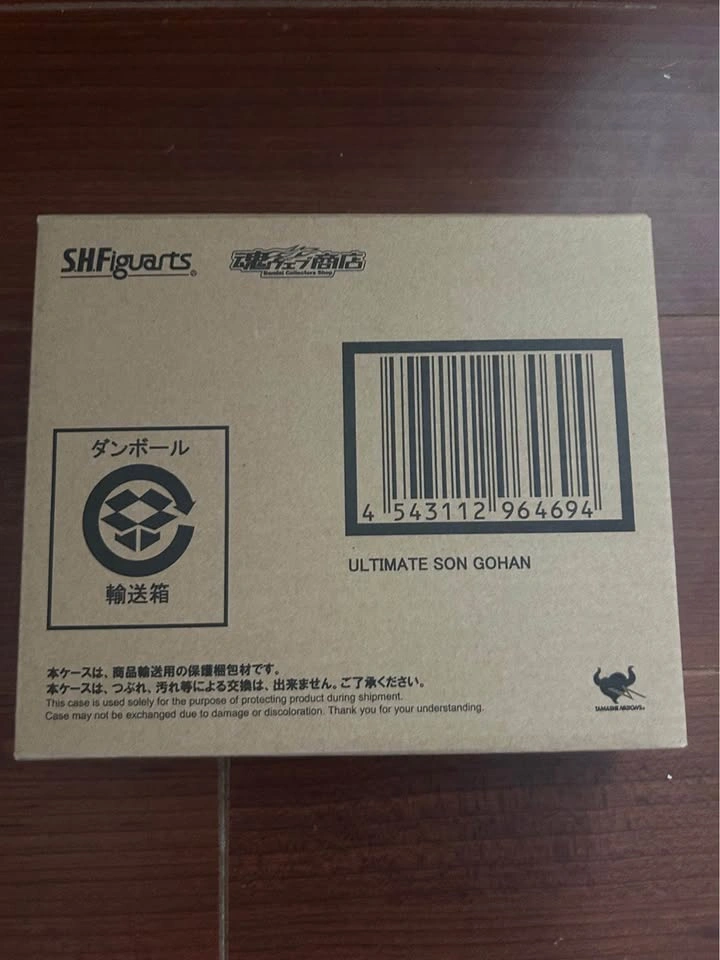 S.H.Figuarts
魂ウェブ商店
Bandai Collectors Shop
4 543112 964694
ULTIMATE SON GOHAN
ダンボール
輸送箱
本ケースは、商品輸送用の保護梱包材です。
本ケースは、つぶれ、汚れ等による交換は、出来ません。ご了承ください。
This case is used solely for the purpose of protecting product during shipment.
Case may not be exchanged due to damage or discoloration. Thank you for your understanding.
TAMASHII NATIONS